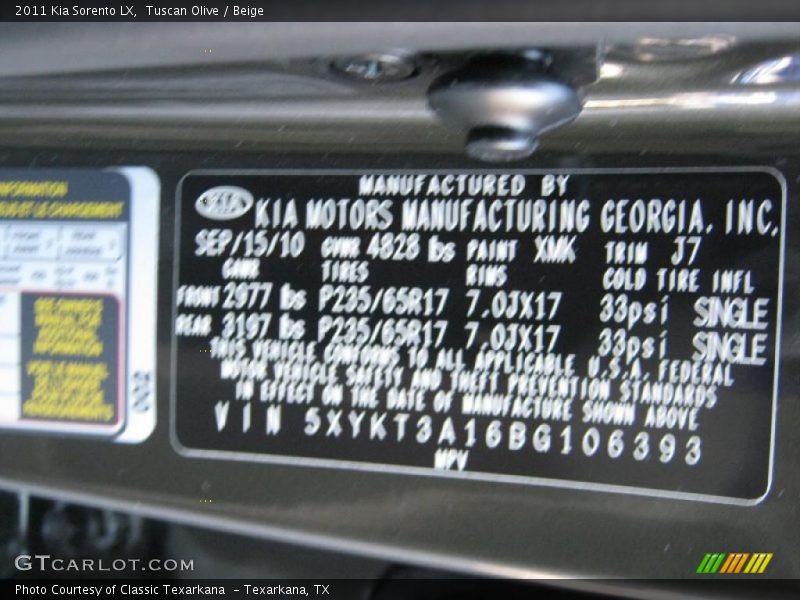 2011 Kia Sorento LX,  Tuscan Olive / Beige
MANUFACTURED BY
KIA KIA MOTORS MANUFACTURING GEORGIA, INC.
SEP/15/10 GVWR 4828 lbs PAINT XMK TRIM J7
GAWR TIRES RIMS COLD TIRE INFL
FRONT 2977 lbs P235/65R17 7.0JX17 33psi SINGLE
REAR 3197 lbs P235/65R17 7.0JX17 33psi SINGLE
THIS VEHICLE CONFORMS TO ALL APPLICABLE U.S.A. FEDERAL
MOTOR VEHICLE SAFETY AND THEFT PREVENTION STANDARDS
IN EFFECT ON THE DATE OF MANUFACTURE SHOWN ABOVE
VIN 5XYKT3A16BG106393
MPV
INFORMATION
002
GTCARLOT.COM
Photo Courtesy of Classic Texarkana  - Texarkana, TX